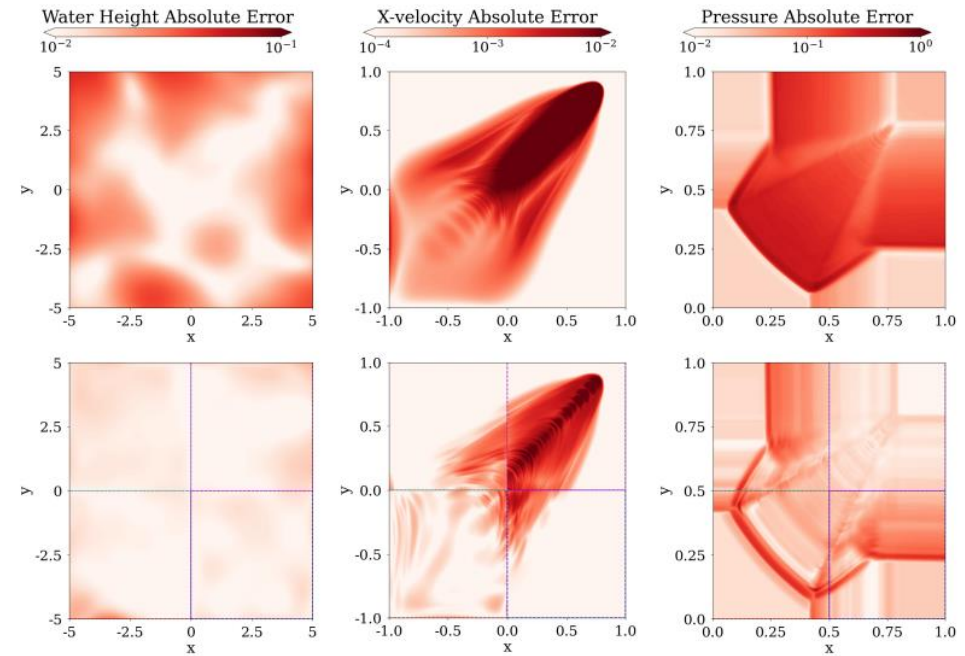 Water Height Absolute Error X-velocity Absolute Error Pressure Absolute Error
10⁻² 10⁻¹ 10⁻⁴ 10⁻³ 10⁻² 10⁻² 10⁻¹ 10⁰
5 1.0 1.0
2.5 0.5 0.75
y 0 y 0.0 y 0.5
-2.5 -0.5 0.25
-5 -1.0 0.0
-5 -2.5 0 2.5 5 -1.0 -0.5 0.0 0.5 1.0 0.0 0.25 0.5 0.75 1.0
x x x
5 1.0 1.0
2.5 0.5 0.75
y 0 y 0.0 y 0.5
-2.5 -0.5 0.25
-5 -1.0 0.0
-5 -2.5 0 2.5 5 -1.0 -0.5 0.0 0.5 1.0 0.0 0.25 0.5 0.75 1.0
x x x